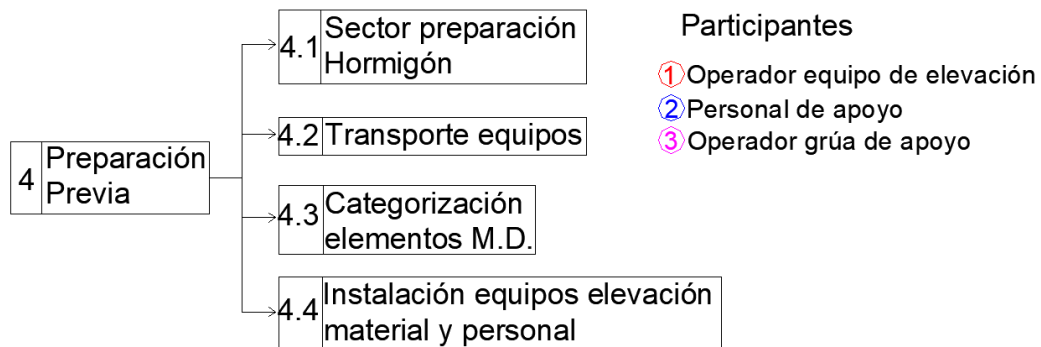 4
Preparación
Previa
4.1
Sector preparación
Hormigón
4.2
Transporte equipos
4.3
Categorización
elementos M.D.
4.4
Instalación equipos elevación
material y personal
Participantes
1 Operador equipo de elevación
2 Personal de apoyo
3 Operador grúa de apoyo